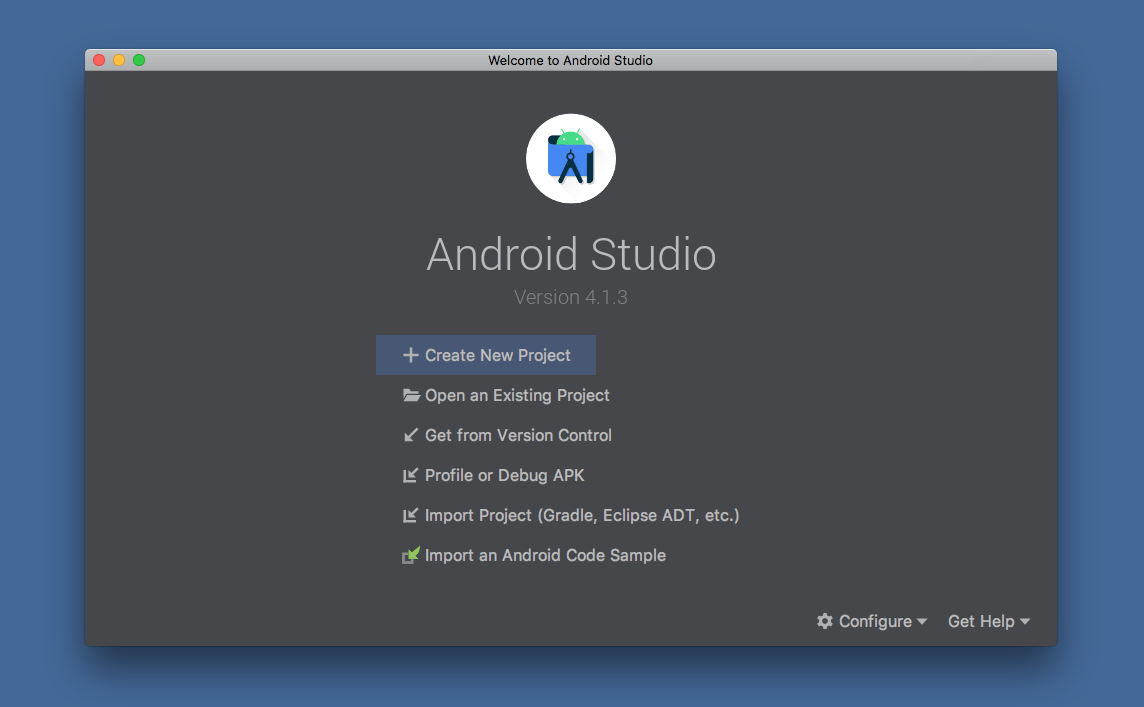 Welcome to Android Studio
Android Studio
Version 4.1.3
Create New Project
Open an Existing Project
Get from Version Control
Profile or Debug APK
Import Project (Gradle, Eclipse ADT, etc.)
Import an Android Code Sample
Configure Get Help